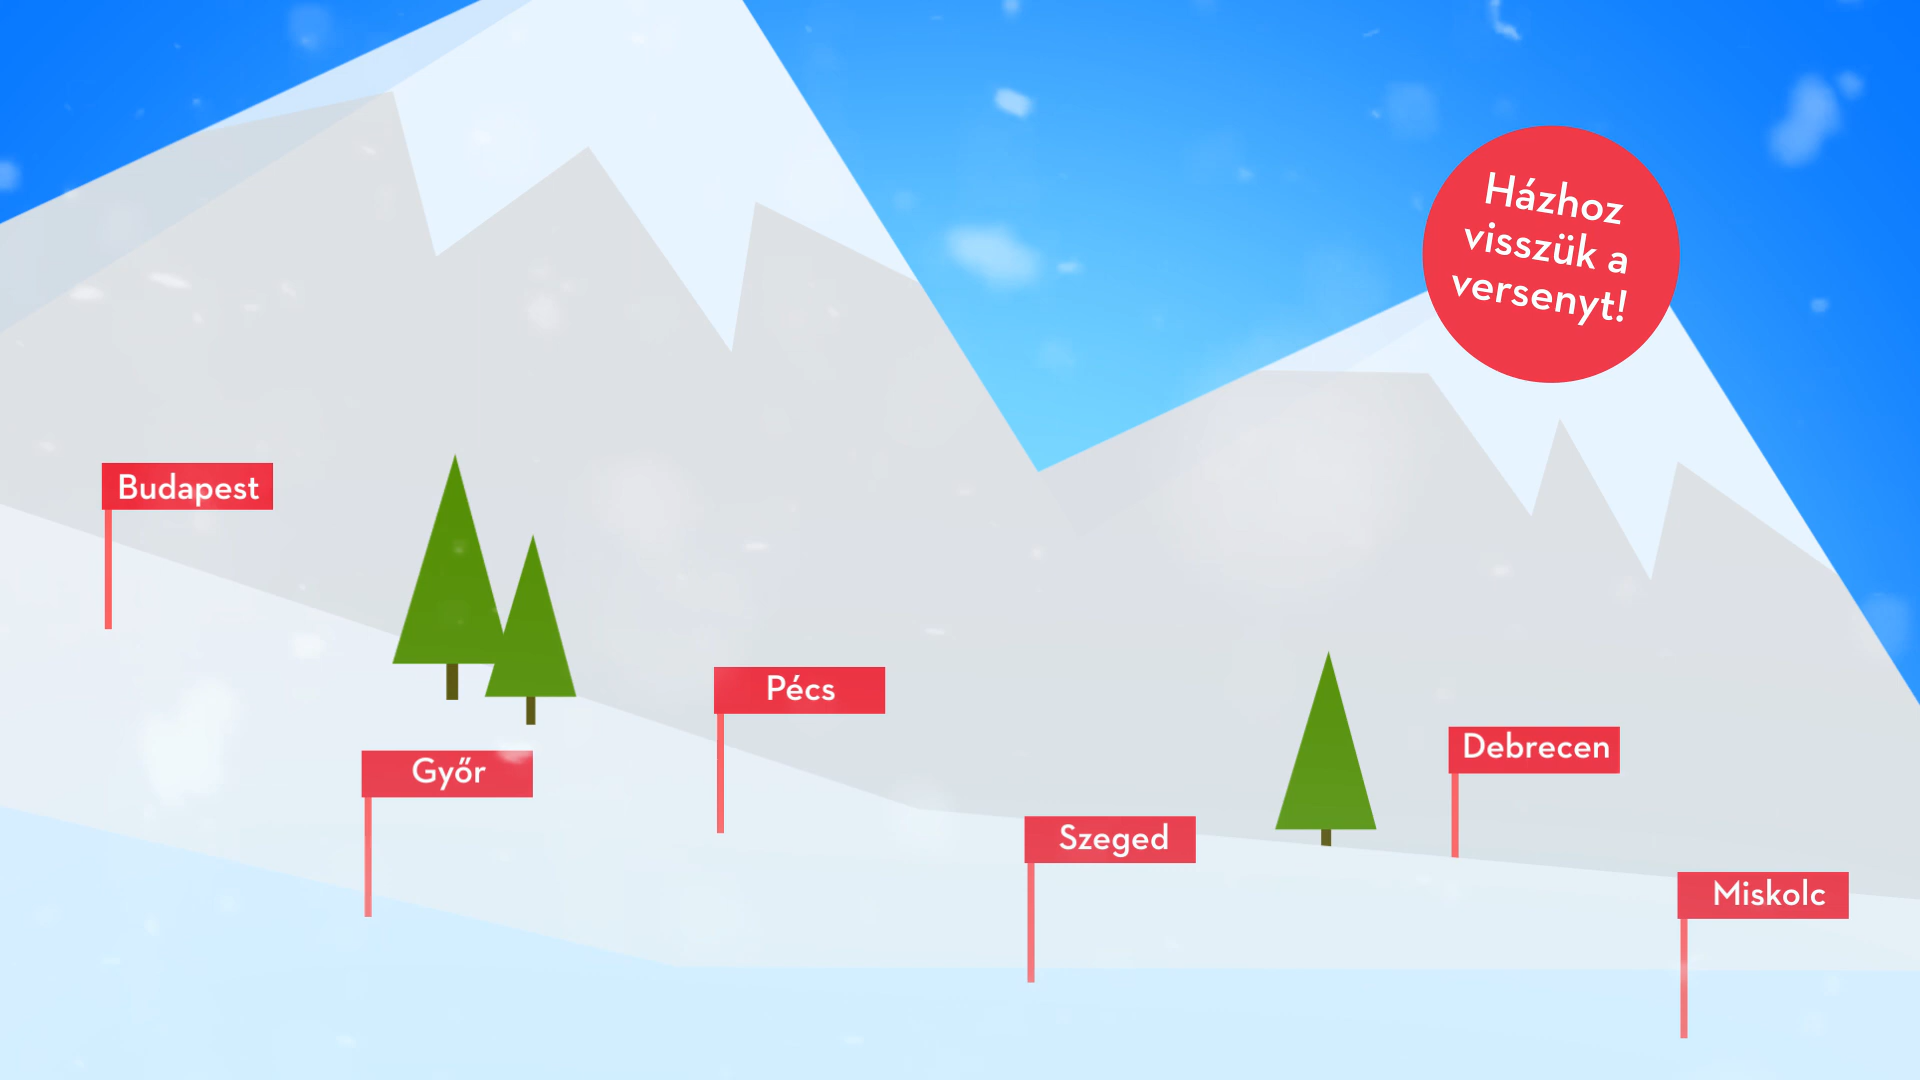 Házhoz
visszük a
versenyt!
Budapest
Győr
Pécs
Szeged
Debrecen
Miskolc